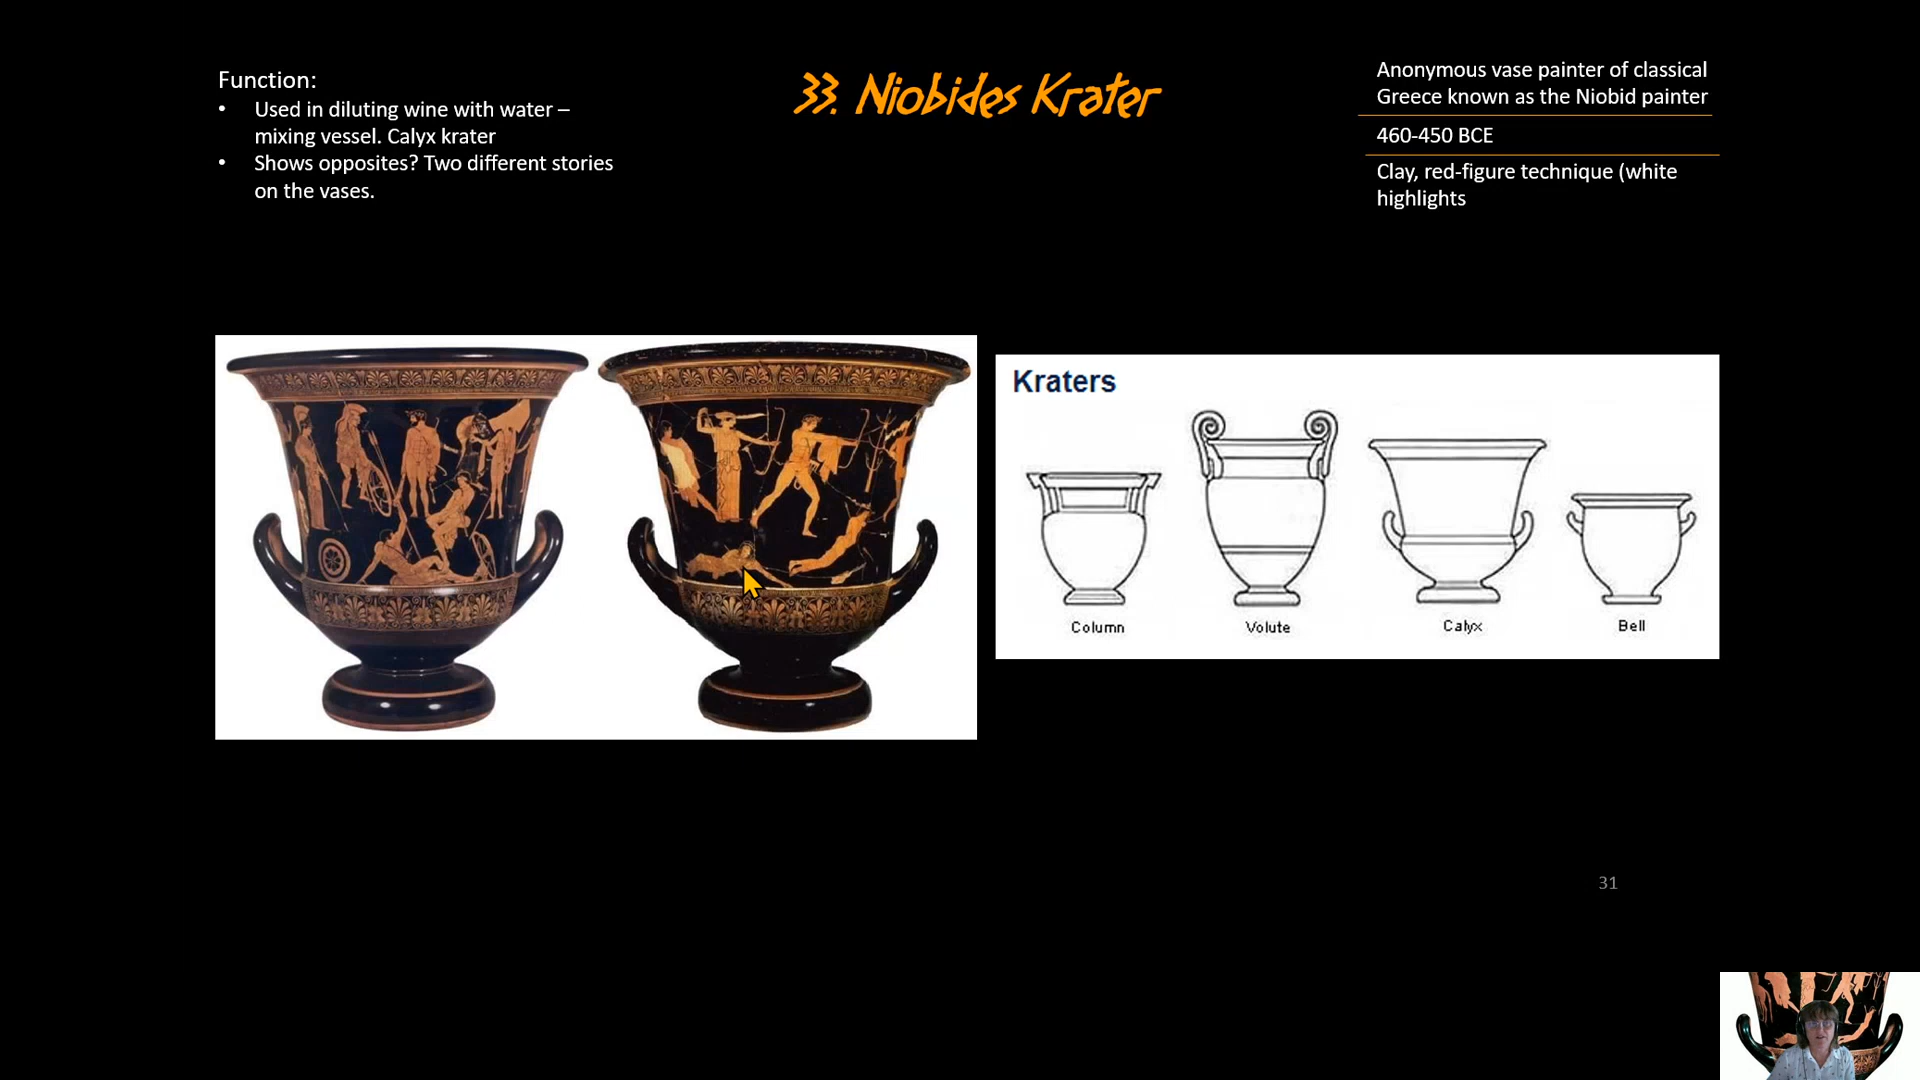 Function:
• Used in diluting wine with water –
mixing vessel. Calyx krater
• Shows opposites? Two different stories
on the vases.
33. Niobides Krater
Anonymous vase painter of classical
Greece known as the Niobid painter
460-450 BCE
Clay, red-figure technique (white
highlights
Kraters
Column
Volute
Calyx
Bell
31